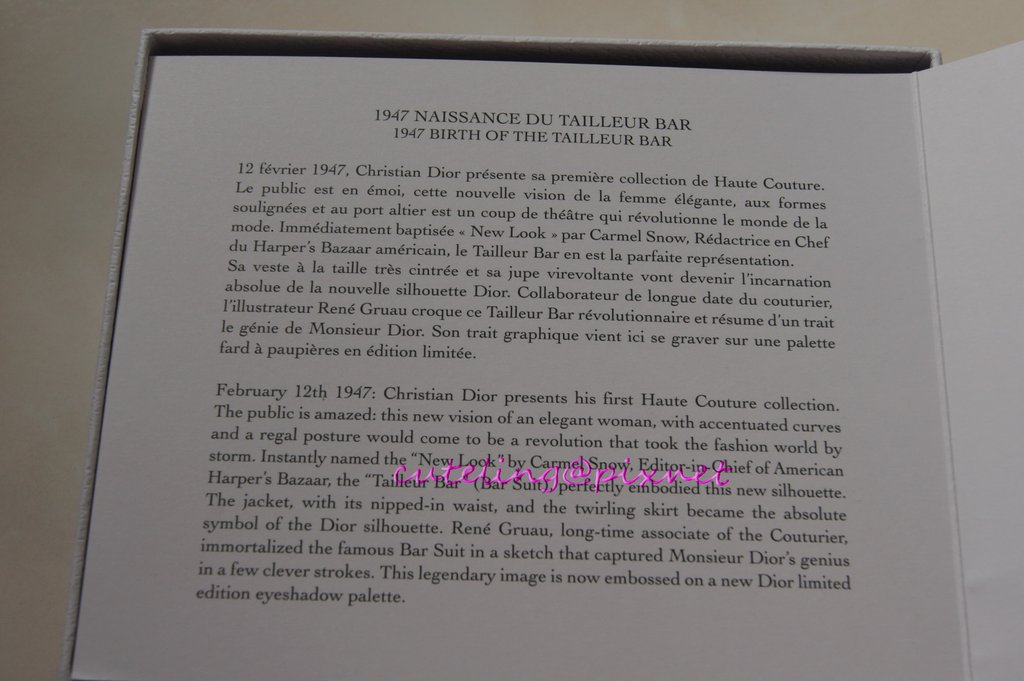 1947 NAISSANCE DU TAILLEUR BAR
1947 BIRTH OF THE TAILLEUR BAR
12 février 1947, Christian Dior présente sa première collection de Haute Couture.
Le public est en émoi, cette nouvelle vision de la femme élégante, aux formes
soulignées et au port altier est un coup de théâtre qui révolutionne le monde de la
mode. Immédiatement baptisée « New Look » par Carmel Snow, Rédactrice en Chef
du Harper's Bazaar américain, le Tailleur Bar en est la parfaite représentation.
Sa veste à la taille très cintrée et sa jupe virevoltante vont devenir l'incarnation
absolue de la nouvelle silhouette Dior. Collaborateur de longue date du couturier,
l'illustrateur René Gruau croque ce Tailleur Bar révolutionnaire et résume d'un trait
le génie de Monsieur Dior. Son trait graphique vient ici se graver sur une palette
fard à paupières en édition limitée.
February 12th 1947: Christian Dior presents his first Haute Couture collection.
The public is amazed: this new vision of an elegant woman, with accentuated curves
and a regal posture would come to be a revolution that took the fashion world by
storm. Instantly named the "New Look" by Carmel Snow, Editor-in-Chief of American
Harper's Bazaar, the "Tailleur Bar" (Bar Suit), perfectly embodied this new silhouette.
The jacket, with its nipped-in waist, and the twirling skirt became the absolute
symbol of the Dior silhouette. René Gruau, long-time associate of the Couturier,
immortalized the famous Bar Suit in a sketch that captured Monsieur Dior's genius
in a few clever strokes. This legendary image is now embossed on a new Dior limited
edition eyeshadow palette.
cuteling@pixnet